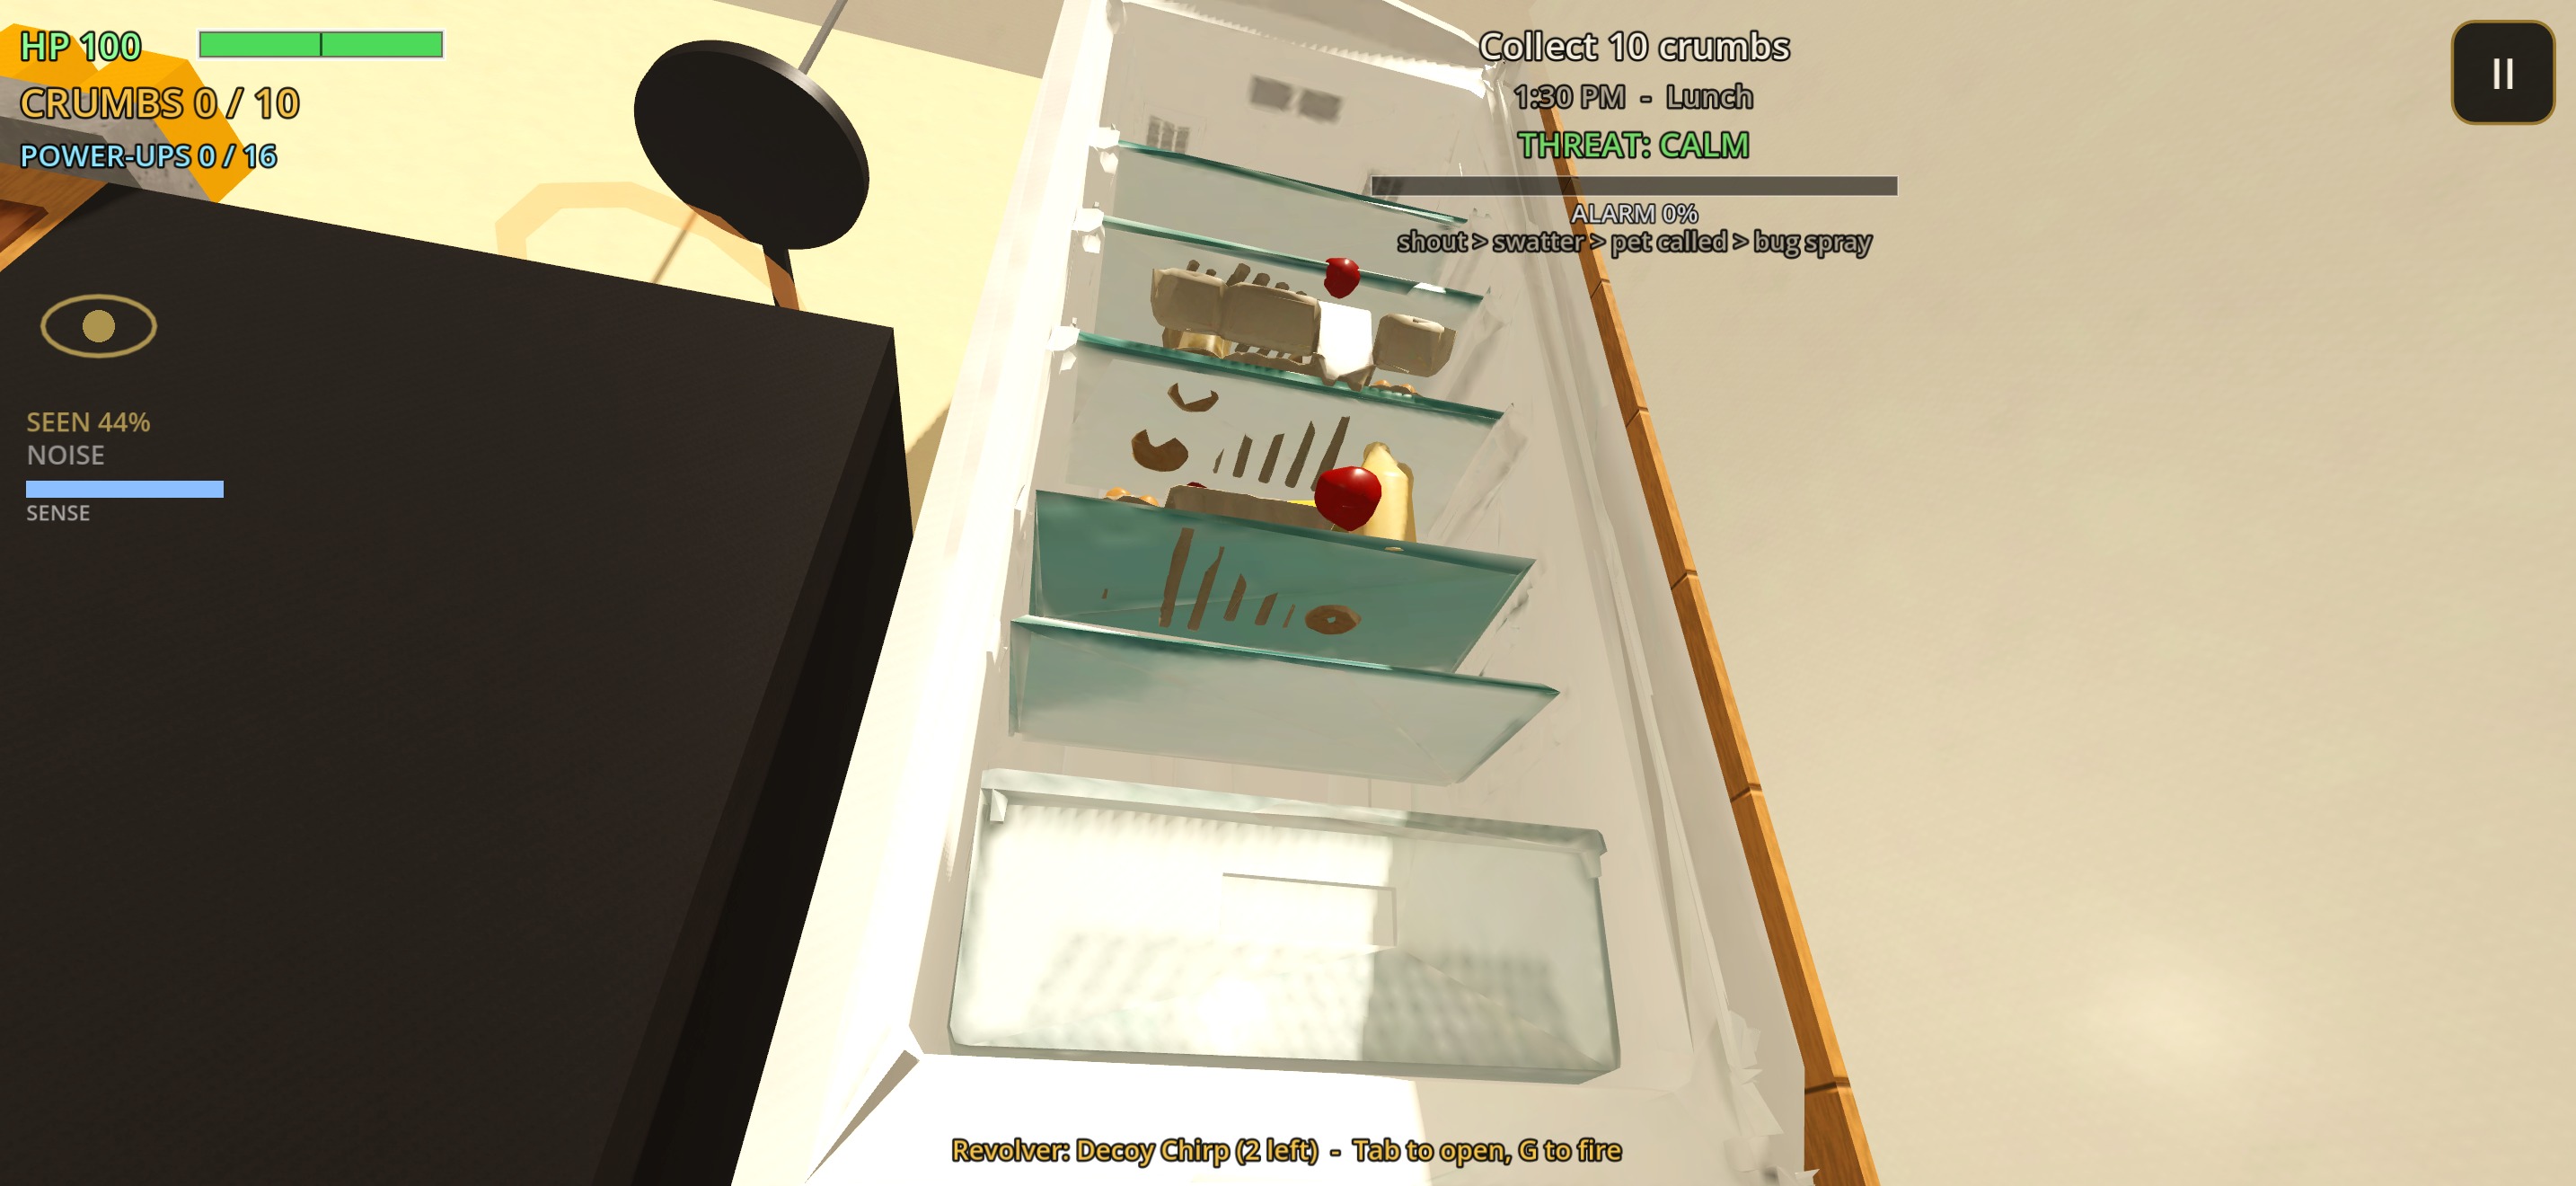 HP 100
CRUMBS 0 / 10
POWER-UPS 0 / 16
SEEN 44%
NOISE
SENSE
Collect 10 crumbs
1:30 PM - Lunch
THREAT: CALM
ALARM 0%
shout > swatter > pet called > bug spray
Revolver: Decoy Chirp (2 left) - Tab to open, G to fire